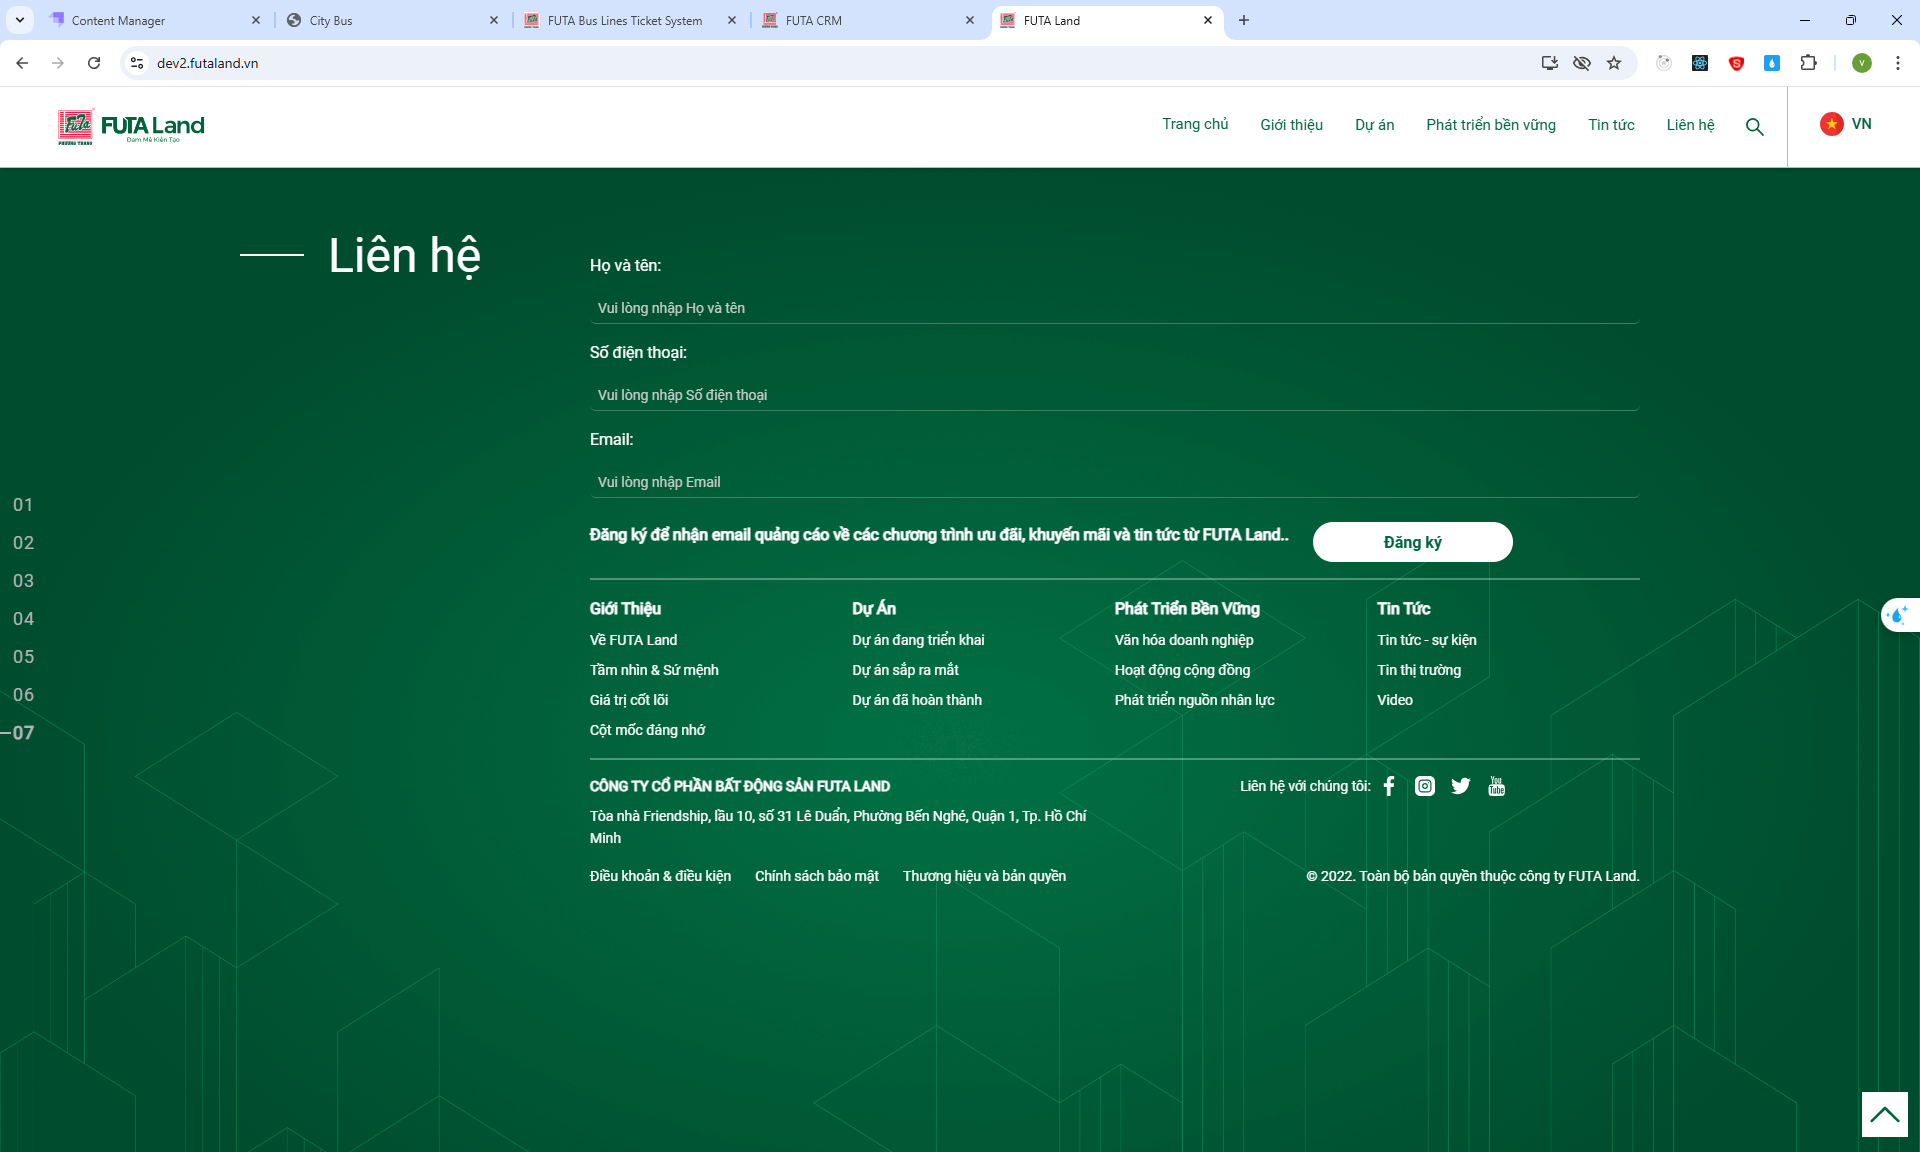 Content Manager
City Bus
FUTA Bus Lines Ticket System
FUTA CRM
FUTA Land
dev2.futaland.vn
V
FUTA
PHƯƠNG TRANG
FUTA Land
Đam Mê Kiến Tạo
Trang chủ
Giới thiệu
Dự án
Phát triển bền vững
Tin tức
Liên hệ
VN
Liên hệ
Họ và tên:
Vui lòng nhập Họ và tên
Số điện thoại:
Vui lòng nhập Số điện thoại
Email:
Vui lòng nhập Email
01
02
03
04
05
06
07
Đăng ký để nhận email quảng cáo về các chương trình ưu đãi, khuyến mãi và tin tức từ FUTA Land..
Đăng ký
Giới Thiệu
Về FUTA Land
Tầm nhìn & Sứ mệnh
Giá trị cốt lõi
Cột mốc đáng nhớ
Dự Án
Dự án đang triển khai
Dự án sắp ra mắt
Dự án đã hoàn thành
Phát Triển Bền Vững
Văn hóa doanh nghiệp
Hoạt động cộng đồng
Phát triển nguồn nhân lực
Tin Tức
Tin tức - sự kiện
Tin thị trường
Video
CÔNG TY CỔ PHẦN BẤT ĐỘNG SẢN FUTA LAND
Tòa nhà Friendship, lầu 10, số 31 Lê Duẩn, Phường Bến Nghé, Quận 1, Tp. Hồ Chí
Minh
Liên hệ với chúng tôi:
You
Tube
Điều khoản & điều kiện
Chính sách bảo mật
Thương hiệu và bản quyền
© 2022. Toàn bộ bản quyền thuộc công ty FUTA Land.